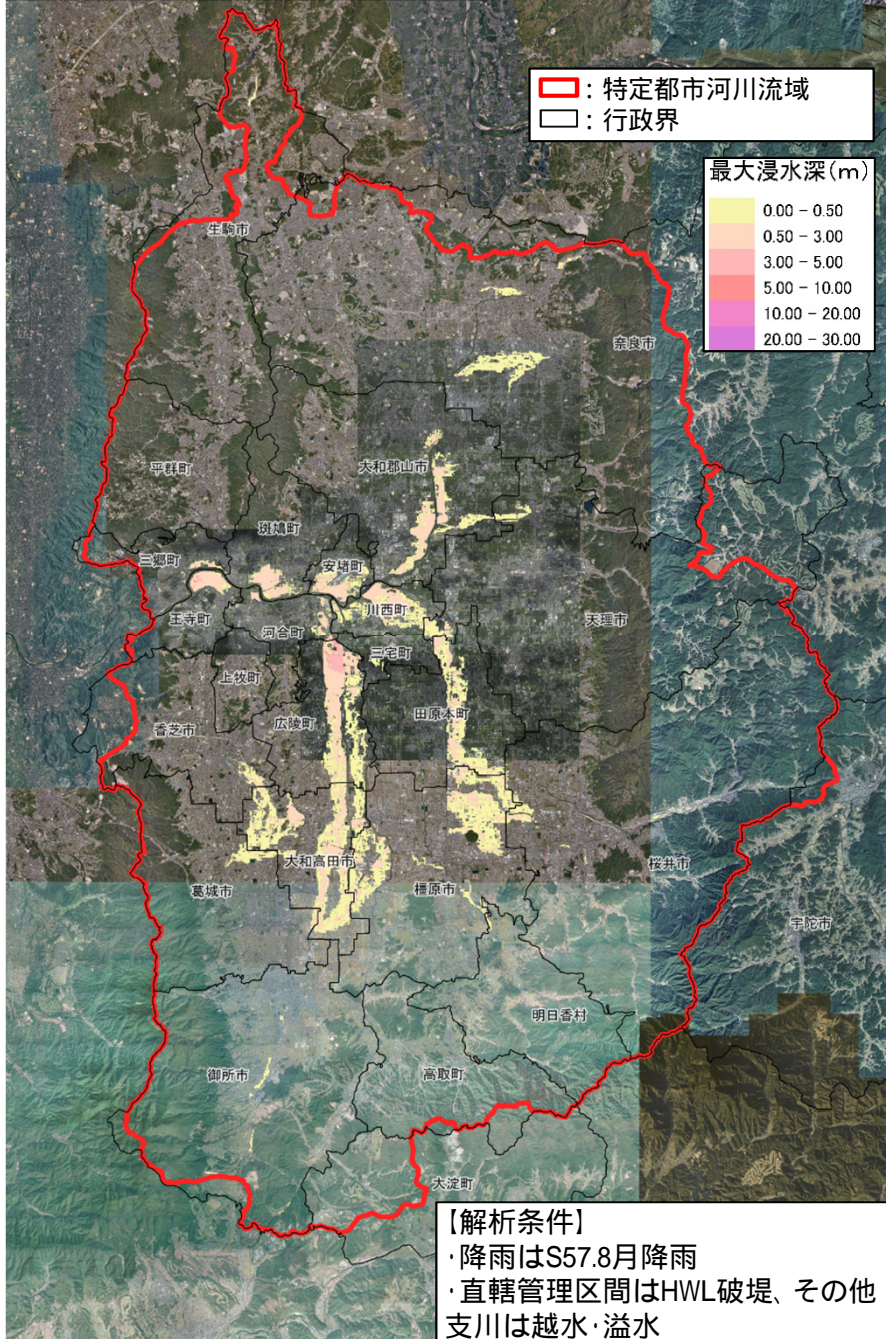 ：特定都市河川流域
：行政界
最大浸水深(m)
0.00 − 0.50
0.50 − 3.00
3.00 − 5.00
5.00 − 10.00
10.00 − 20.00
20.00 − 30.00
生駒市
奈良市
平群町
大和郡山市
斑鳩町
三郷町
安堵町
王寺町
川西町
天理市
河合町
三宅町
上牧町
香芝市
広陵町
田原本町
大和高田市
桜井市
葛城市
橿原市
宇陀市
明日香村
御所市
高取町
大淀町
【解析条件】
・降雨はS57.8月降雨
・直轄管理区間はHWL破堤、その他
支川は越水・溢水